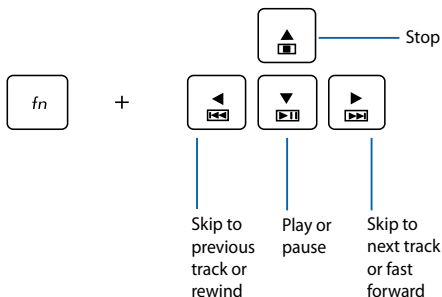 Stop
fn +
Skip to
previous
track or
rewind
Play or
pause
Skip to
next track
or fast
forward